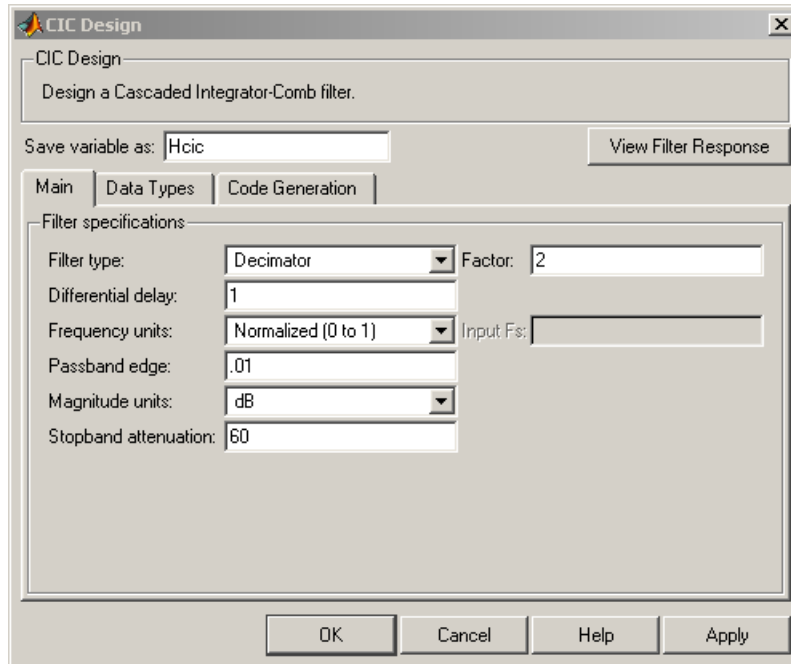 CIC Design
CIC Design
Design a Cascaded Integrator-Comb filter.
Save variable as: Hcic View Filter Response
Main Data Types Code Generation
Filter specifications
Filter type: Decimator Factor: 2
Differential delay: 1
Frequency units: Normalized (0 to 1) Input Fs:
Passband edge: .01
Magnitude units: dB
Stopband attenuation: 60
OK Cancel Help Apply